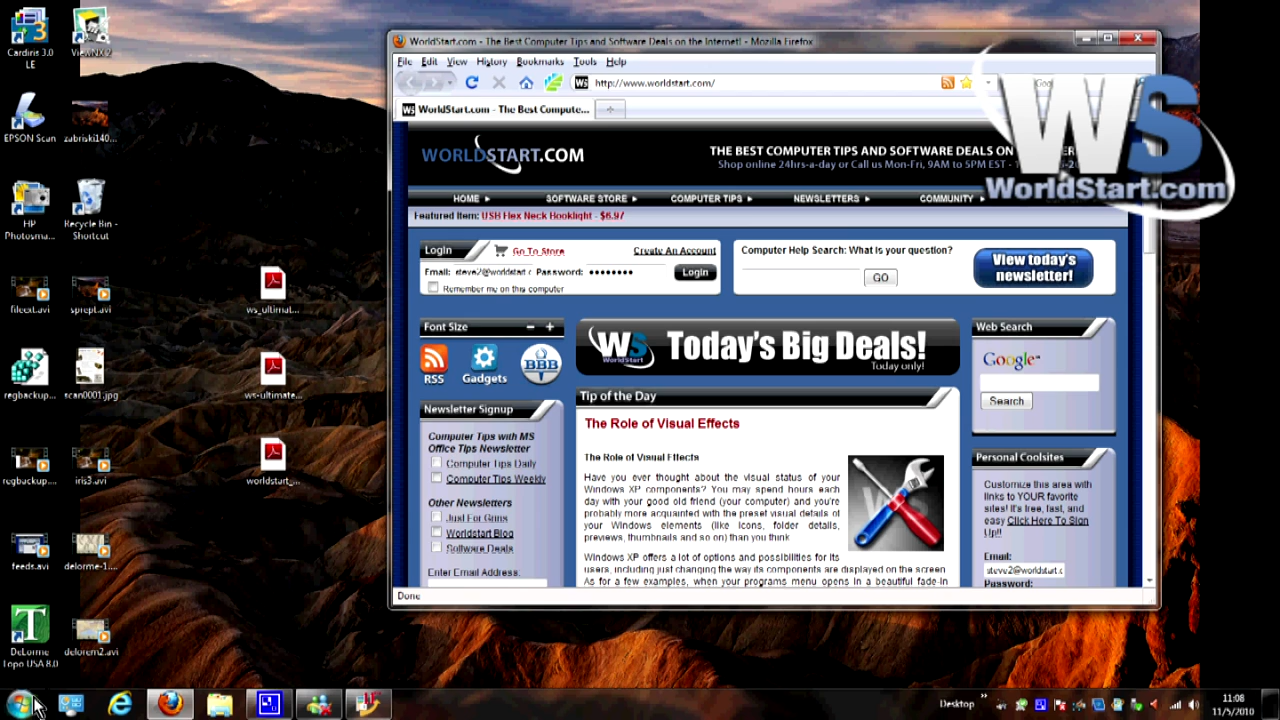 Cardiris 3.0
LE
ViewNX 2
EPSON Scan
zabriski140...
HP
Photosma...
Recycle Bin -
Shortcut
fileext.avi
sprept.avi
regbackup...
scan0001.jpg
regbackup....
iris3.avi
feeds.avi
delorme-1....
DeLorme
Topo USA 8.0
delorem2.avi
ws_ultimat...
ws-ultimate...
worldstart_...
WorldStart.com - The Best Computer Tips and Software Deals on the Internet! - Mozilla Firefox
File Edit View History Bookmarks Tools Help
http://www.worldstart.com/
WorldStart.com - The Best Compute...
WS
WorldStart.com
WORLDSTART.COM
THE BEST COMPUTER TIPS AND SOFTWARE DEALS ON
Shop online 24hrs-a-day or Call us Mon-Fri, 9AM to 5PM EST -
HOME SOFTWARE STORE COMPUTER TIPS NEWSLETTERS COMMUNITY
Featured Item: USB Flex Neck Booklight - $6.97
Login Go To Store Create An Account
Email: steve2@worldstart.c Password: Login
Remember me on this computer
Computer Help Search: What is your question?
GO
View today's
newsletter!
Font Size - +
RSS Gadgets BBB
WS WorldStart Today's Big Deals!
Today only!
Web Search
Google
Search
Newsletter Signup
Computer Tips with MS
Office Tips Newsletter
Computer Tips Daily
Computer Tips Weekly
Other Newsletters
Just For Grins
Worldstart Blog
Software Deals
Enter Email Address:
Tip of the Day
The Role of Visual Effects
The Role of Visual Effects
Have you ever thought about the visual status of your
Windows XP components? You may spend hours each
day with your good old friend (your computer) and you're
probably more acquainted with the preset visual details of
your Windows elements (like icons, folder details,
previews, thumbnails and so on) than you think
Windows XP offers a lot of options and possibilities for its
users, including just changing the way its components are displayed on the screen
As for a few examples, when your programs menu opens in a beautiful fade-in
Personal Coolsites
Customize this area with
links to YOUR favorite
sites! It's free, fast, and
easy Click Here To Sign
Up!!
Email:
steve2@worldstart.c
Password:
Done
Desktop
11:08
11/5/2010